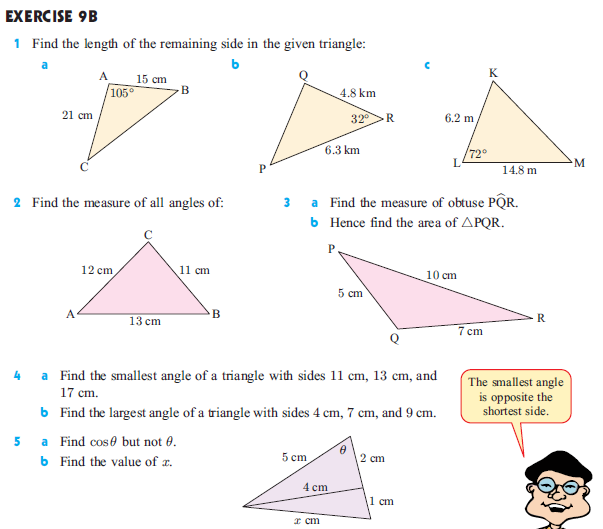 EXERCISE 9B
1 Find the length of the remaining side in the given triangle:
a b c
A 15 cm B 105° 21 cm C
Q 4.8 km 32° R 6.3 km P
K 6.2 m 72° L 14.8 m M
2 Find the measure of all angles of:
C
12 cm 11 cm
A 13 cm B
3 a Find the measure of obtuse PQ̂R.
b Hence find the area of △PQR.
P
10 cm
5 cm
R
Q 7 cm
4 a Find the smallest angle of a triangle with sides 11 cm, 13 cm, and
17 cm.
b Find the largest angle of a triangle with sides 4 cm, 7 cm, and 9 cm.
The smallest angle
is opposite the
shortest side.
5 a Find cos θ but not θ.
b Find the value of x.
θ
5 cm 2 cm
4 cm
1 cm
x cm